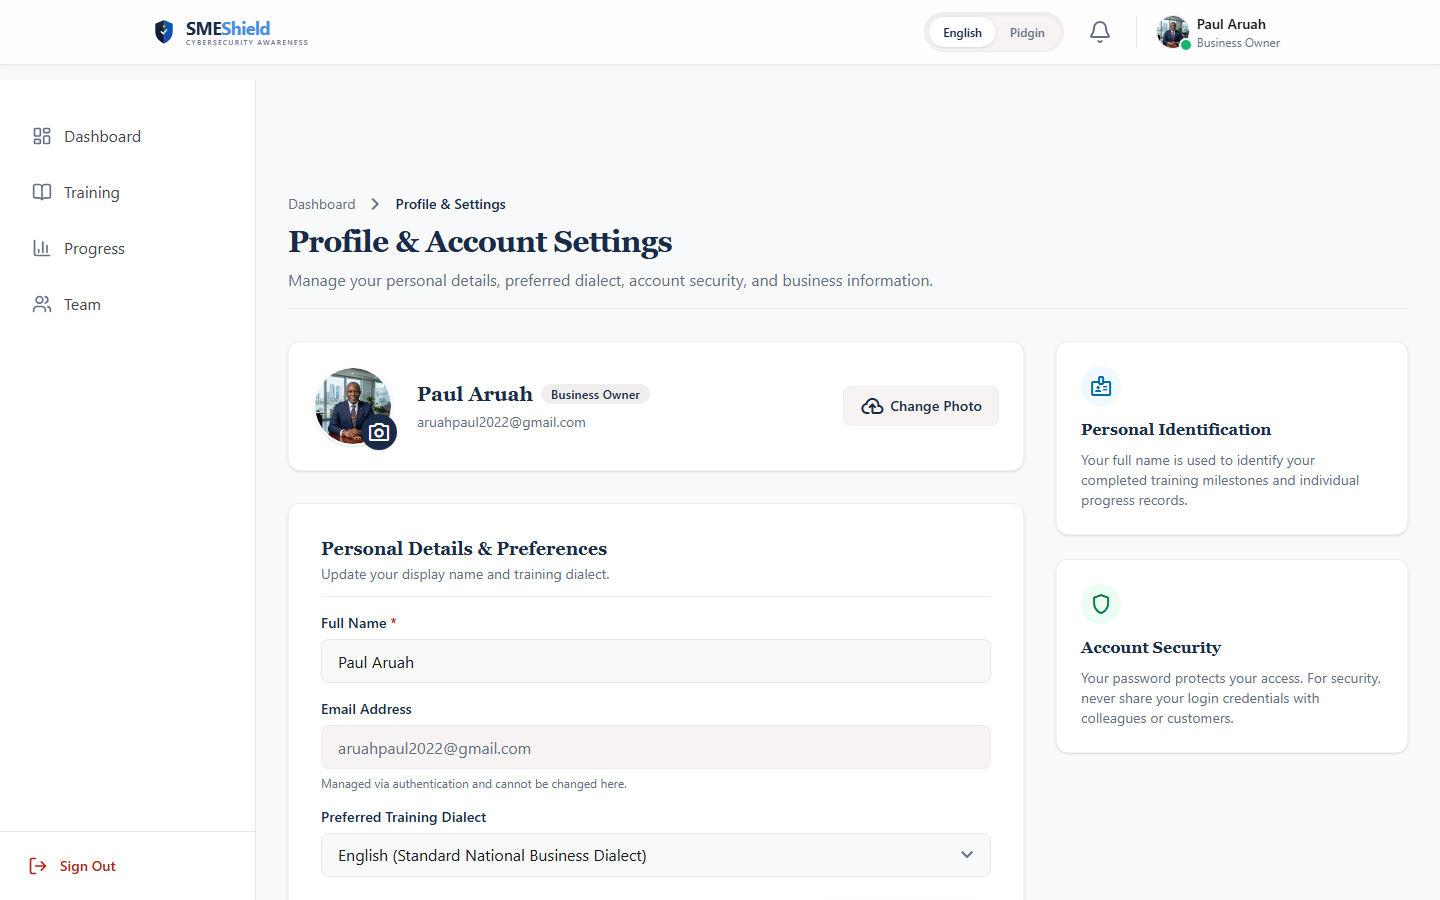 SMEShield
CYBERSECURITY AWARENESS
English
Pidgin
Paul Aruah
Business Owner
Dashboard
Training
Progress
Team
Sign Out
Dashboard
Profile & Settings
Profile & Account Settings
Manage your personal details, preferred dialect, account security, and business information.
Paul Aruah
Business Owner
aruahpaul2022@gmail.com
Change Photo
Personal Details & Preferences
Update your display name and training dialect.
Full Name *
Paul Aruah
Email Address
aruahpaul2022@gmail.com
Managed via authentication and cannot be changed here.
Preferred Training Dialect
English (Standard National Business Dialect)
Personal Identification
Your full name is used to identify your
completed training milestones and individual
progress records.
Account Security
Your password protects your access. For security,
never share your login credentials with
colleagues or customers.